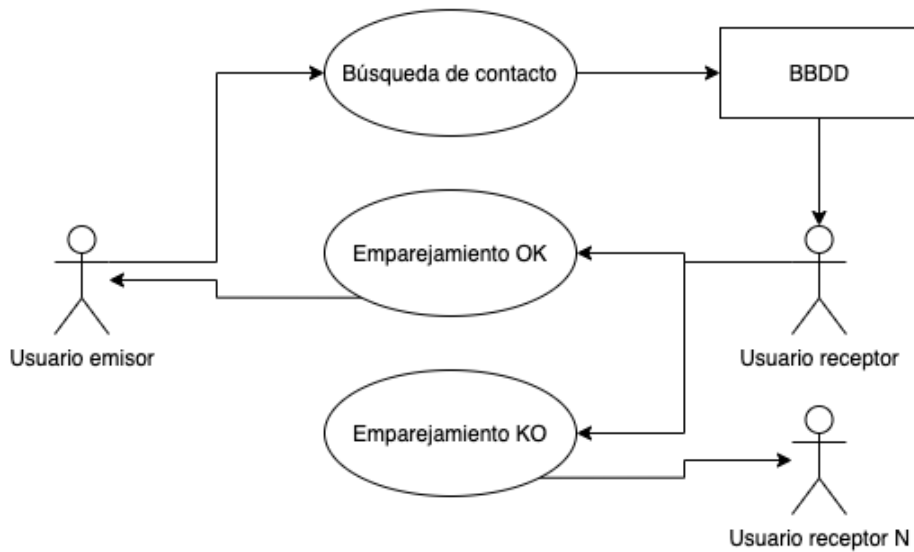 Búsqueda de contacto
BBDD
Emparejamiento OK
Usuario emisor
Usuario receptor
Emparejamiento KO
Usuario receptor N